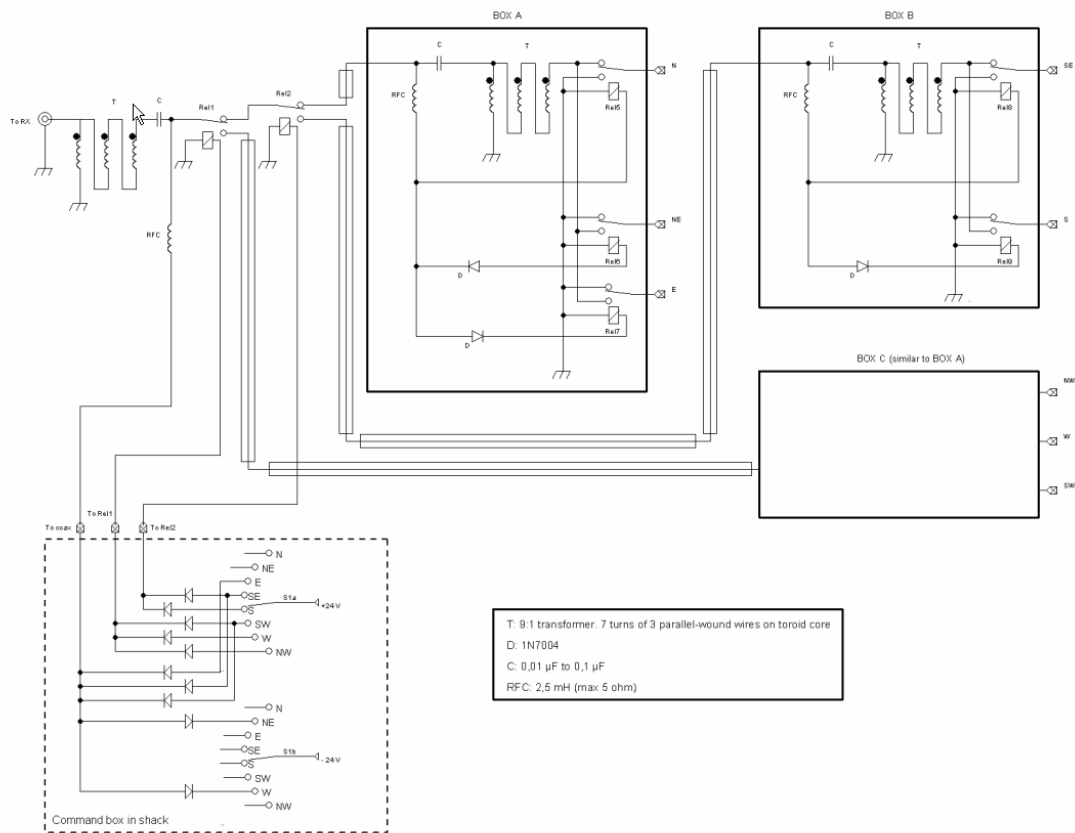 BOX A
BOX B
C
T
N
C
T
SE
RFC
Rel5
RFC
Rel8
T
C
Rel1
Rel2
To RX
NE
S
RFC
Rel6
D
Rel9
D
E
Rel7
D
BOX C (similar to BOX A)
NW
W
SW
To coax
To Rel1
To Rel2
N
NE
E
SE
S1a
+24V
S
SW
W
NW
N
NE
E
SE
S1b
- 24V
S
SW
W
NW
Command box in shack
T: 9:1 transformer. 7 turns of 3 parallel-wound wires on toroid core
D: 1N7004
C: 0,01 µF to 0,1 µF
RFC: 2,5 mH (max 5 ohm)